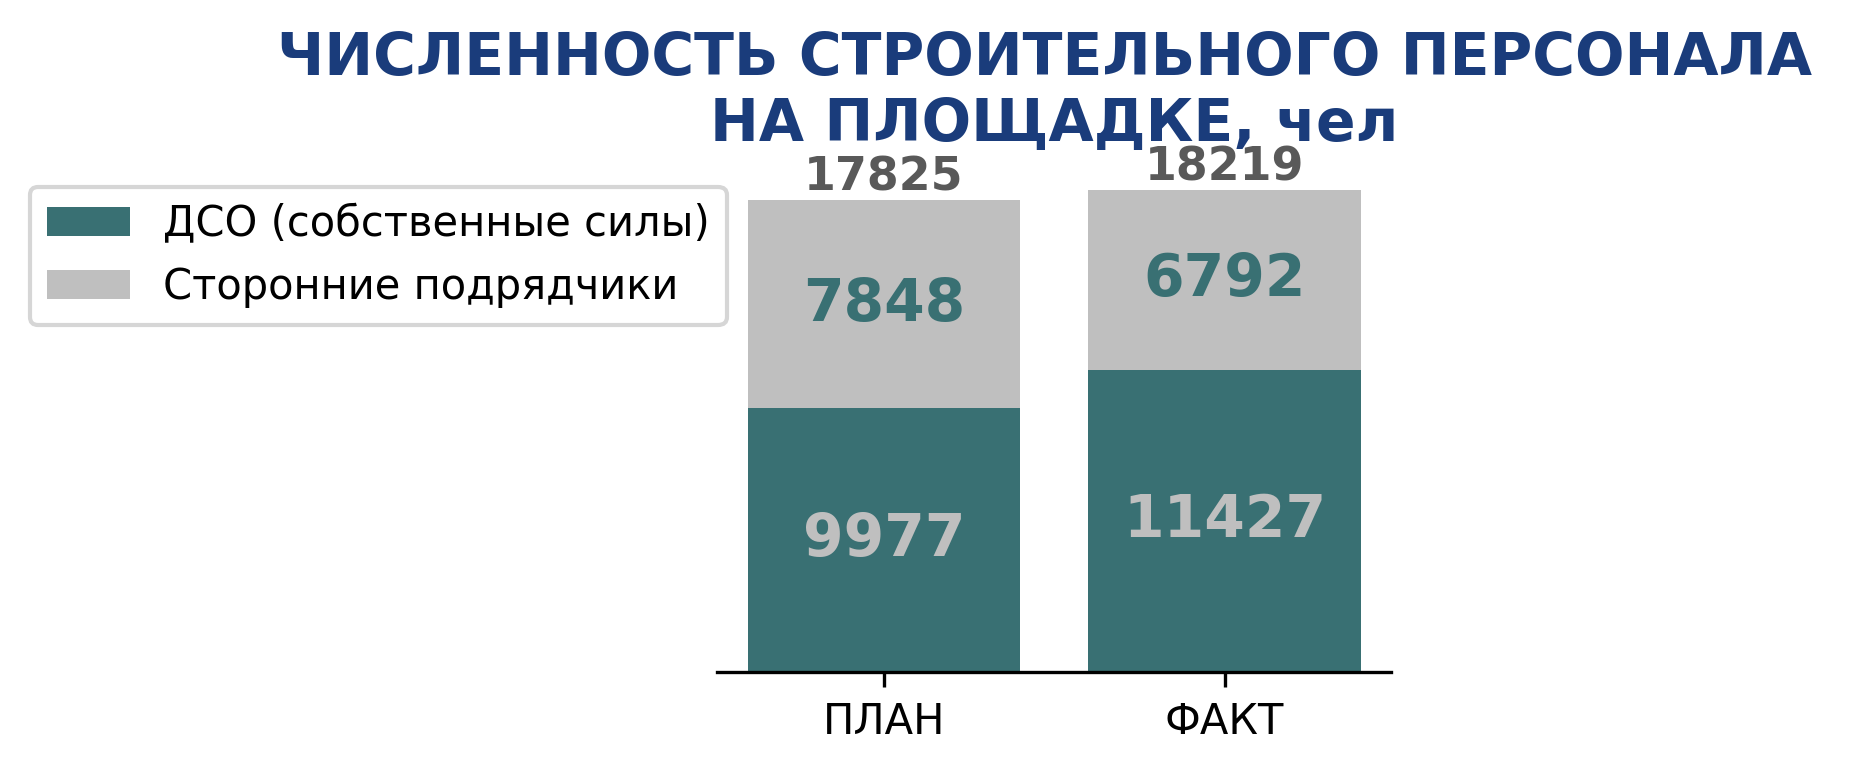 ЧИСЛЕННОСТЬ СТРОИТЕЛЬНОГО ПЕРСОНАЛА
НА ПЛОЩАДКЕ, чел
ДСО (собственные силы)
Сторонние подрядчики
17825
18219
7848
6792
9977
11427
ПЛАН
ФАКТ